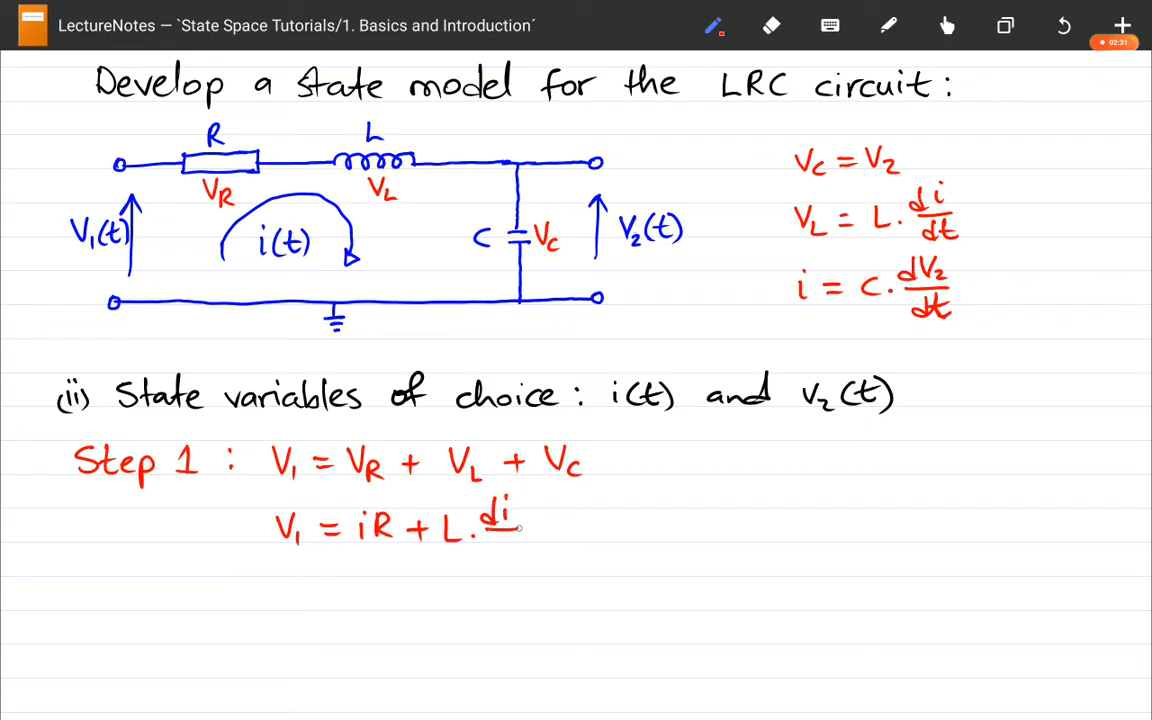 LectureNotes — `State Space Tutorials/1. Basics and Introduction´
02:31
Develop a state model for the LRC circuit:
R
L
VR
VL
V₁(t)
i(t)
C
VC
V₂(t)
VC = V₂
VL = L. di/dt
i = C. dV₂/dt
(ii) State variables of choice: i(t) and v₂(t)
Step 1 : V₁ = VR + VL + VC
V₁ = iR + L. di